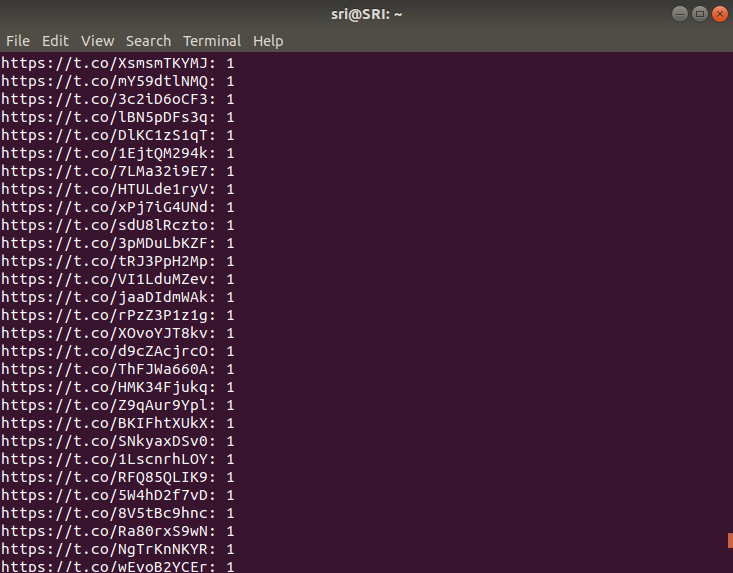 sri@SRI: ~
File Edit View Search Terminal Help
https://t.co/XsmsmTKYMJ: 1
https://t.co/mY59dtlNMQ: 1
https://t.co/3c2iD6oCF3: 1
https://t.co/lBN5pDFs3q: 1
https://t.co/DlKC1zS1qT: 1
https://t.co/1EjtQM294k: 1
https://t.co/7LMa32i9E7: 1
https://t.co/HTULde1ryV: 1
https://t.co/xPj7iG4UNd: 1
https://t.co/sdU8lRczto: 1
https://t.co/3pMDuLbKZF: 1
https://t.co/tRJ3PpH2Mp: 1
https://t.co/VI1LduMZev: 1
https://t.co/jaaDIdmWAk: 1
https://t.co/rPzZ3P1z1g: 1
https://t.co/XOvoYJT8kv: 1
https://t.co/d9cZAcjrcO: 1
https://t.co/ThFJWa660A: 1
https://t.co/HMK34Fjukq: 1
https://t.co/Z9qAur9Ypl: 1
https://t.co/BKIFhtXUkX: 1
https://t.co/SNkyaxDSv0: 1
https://t.co/1LscnrhLOY: 1
https://t.co/RFQ85QLIK9: 1
https://t.co/5W4hD2f7vD: 1
https://t.co/8V5tBc9hnc: 1
https://t.co/Ra80rxS9wN: 1
https://t.co/NgTrKnNKYR: 1
https://t.co/wEvoB2YCEr: 1